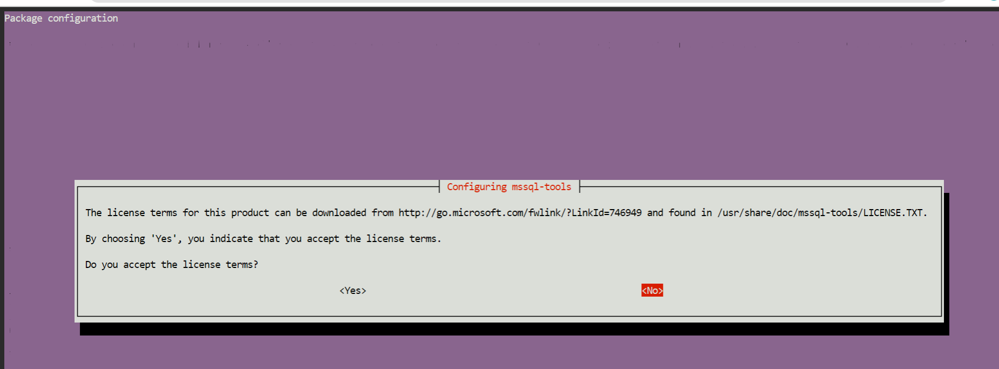 Package configuration
Configuring mssql-tools
The license terms for this product can be downloaded from http://go.microsoft.com/fwlink/?LinkId=746949 and found in /usr/share/doc/mssql-tools/LICENSE.TXT.
By choosing 'Yes', you indicate that you accept the license terms.
Do you accept the license terms?
<Yes> <No>